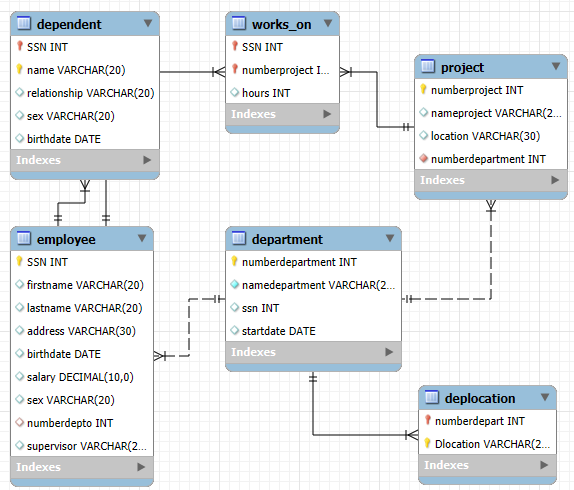 dependent
SSN INT
name VARCHAR(20)
relationship VARCHAR(20)
sex VARCHAR(20)
birthdate DATE
Indexes
works_on
SSN INT
numberproject I...
hours INT
Indexes
project
numberproject INT
nameproject VARCHAR(2...
location VARCHAR(30)
numberdepartment INT
Indexes
employee
SSN INT
firstname VARCHAR(20)
lastname VARCHAR(20)
address VARCHAR(30)
birthdate DATE
salary DECIMAL(10,0)
sex VARCHAR(20)
numberdepto INT
supervisor VARCHAR(2...
Indexes
department
numberdepartment INT
namedepartment VARCHAR(2...
ssn INT
startdate DATE
Indexes
deplocation
numberdepart INT
Dlocation VARCHAR(2...
Indexes